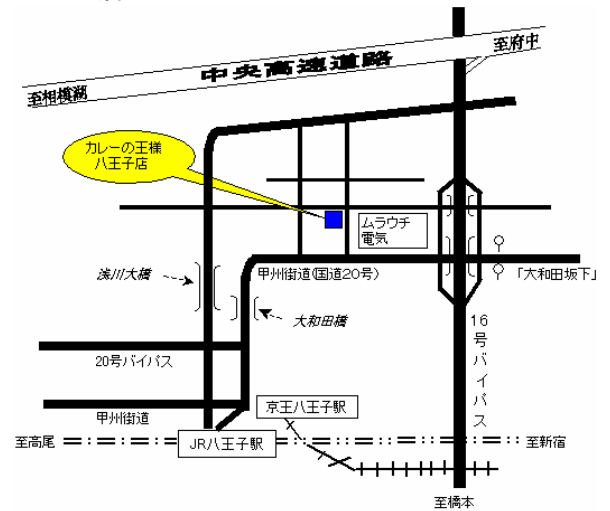 至府中
中央高速道路
至相模湖
カレーの王様
八王子店
ムラウチ
電気
浅川大橋
甲州街道(国道20号)
「大和田坂下」
大和田橋
16号バイパス
20号バイパス
京王八王子駅
甲州街道
至高尾
JR八王子駅
至新宿
至橋本